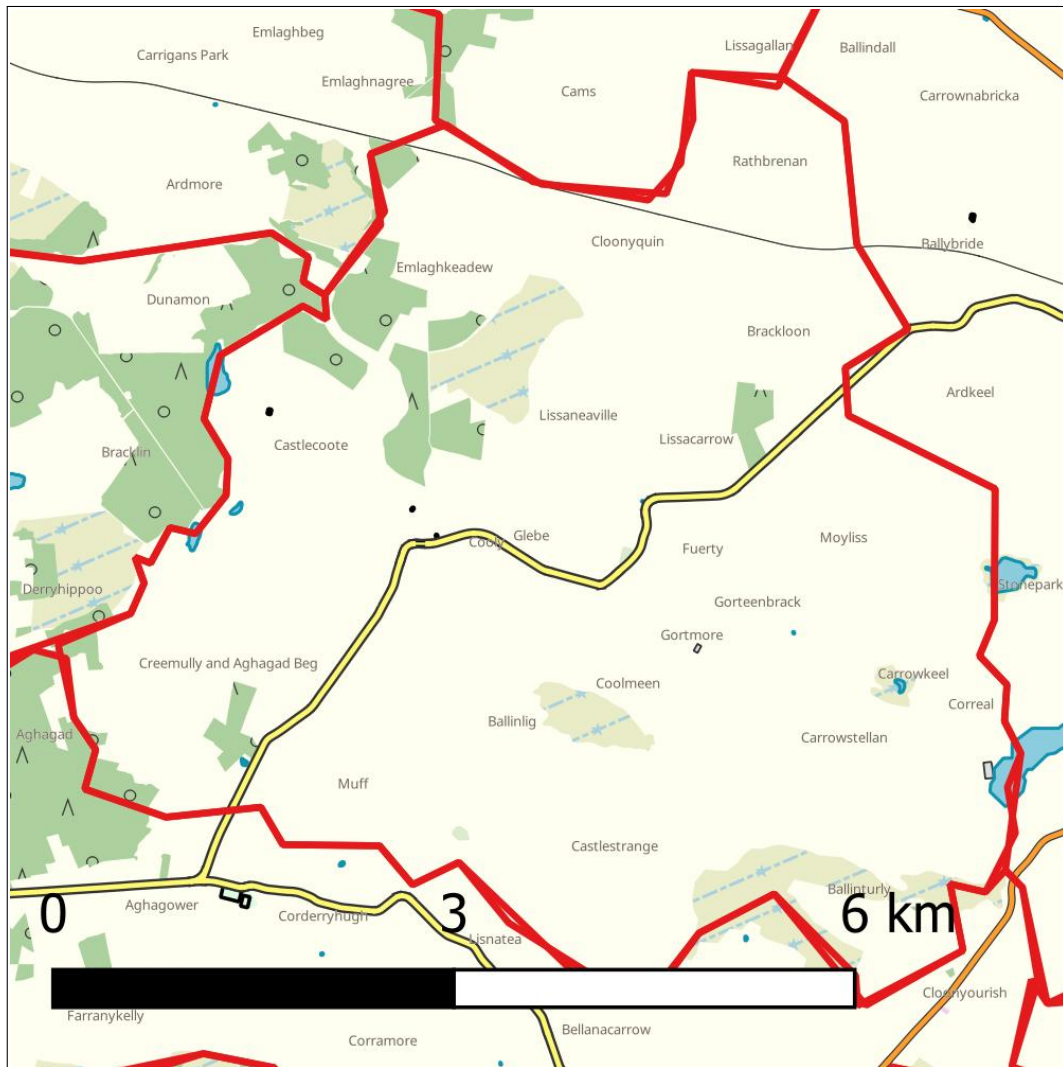 Emlaghbeg
Carrigans Park
Lissagallan
Ballindall
Emlaghnagree
Cams
Carrownabricka
Rathbrenan
Ardmore
Cloonyquin
Ballybride
Emlaghkeadew
Dunamon
Brackloon
Ardkeel
Lissaneaville
Lissacarrow
Castlecoote
Bracklin
Glebe
Cooly
Moyliss
Fuerty
Stonepark
Derryhippoo
Gorteenbrack
Gortmore
Creemully and Aghagad Beg
Carrowkeel
Coolmeen
Correal
Ballinlig
Aghagad
Carrowstellan
Muff
Castlestrange
Ballinturly
Aghagower
Corderryhugh
0 3 6 km
Lisnatea
Cloonyourish
Farranykelly
Bellanacarrow
Corramore